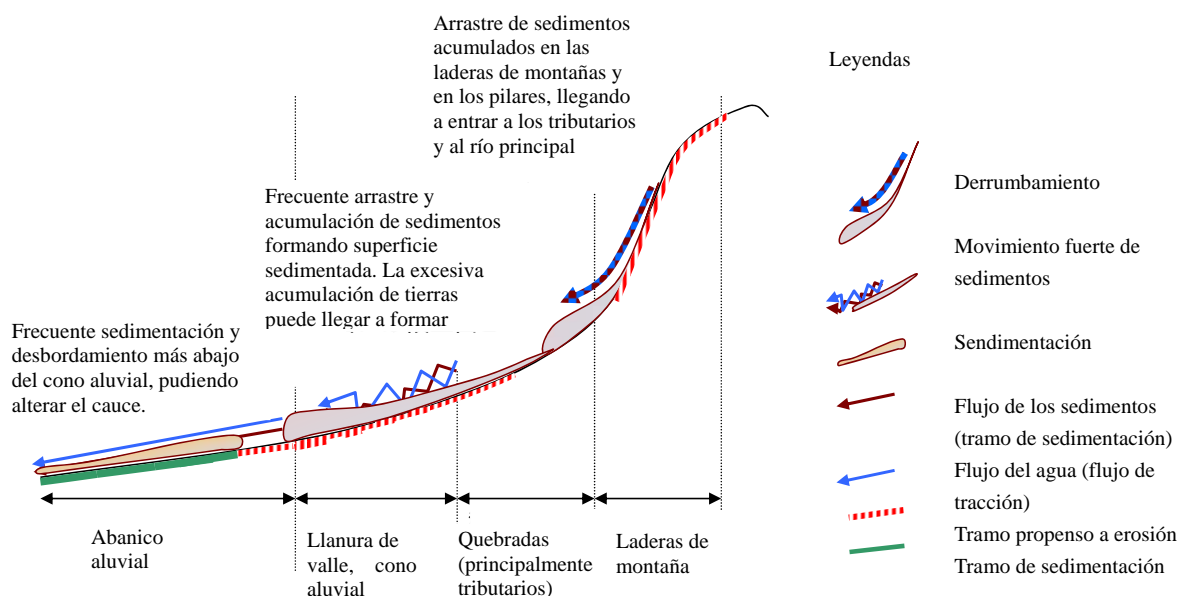 Arrastre de sedimentos
acumulados en las
laderas de montañas y
en los pilares, llegando
a entrar a los tributarios
y al río principal
Frecuente arrastre y
acumulación de sedimentos
formando superficie
sedimentada. La excesiva
acumulación de tierras
puede llegar a formar
Frecuente sedimentación y
desbordamiento más abajo
del cono aluvial, pudiendo
alterar el cauce.
Abanico
aluvial
Llanura de
valle, cono
aluvial
Quebradas
(principalmente
tributarios)
Laderas de
montaña
Leyendas
Derrumbamiento
Movimiento fuerte de
sedimentos
Sendimentación
Flujo de los sedimentos
(tramo de sedimentación)
Flujo del agua (flujo de
tracción)
Tramo propenso a erosión
Tramo de sedimentación